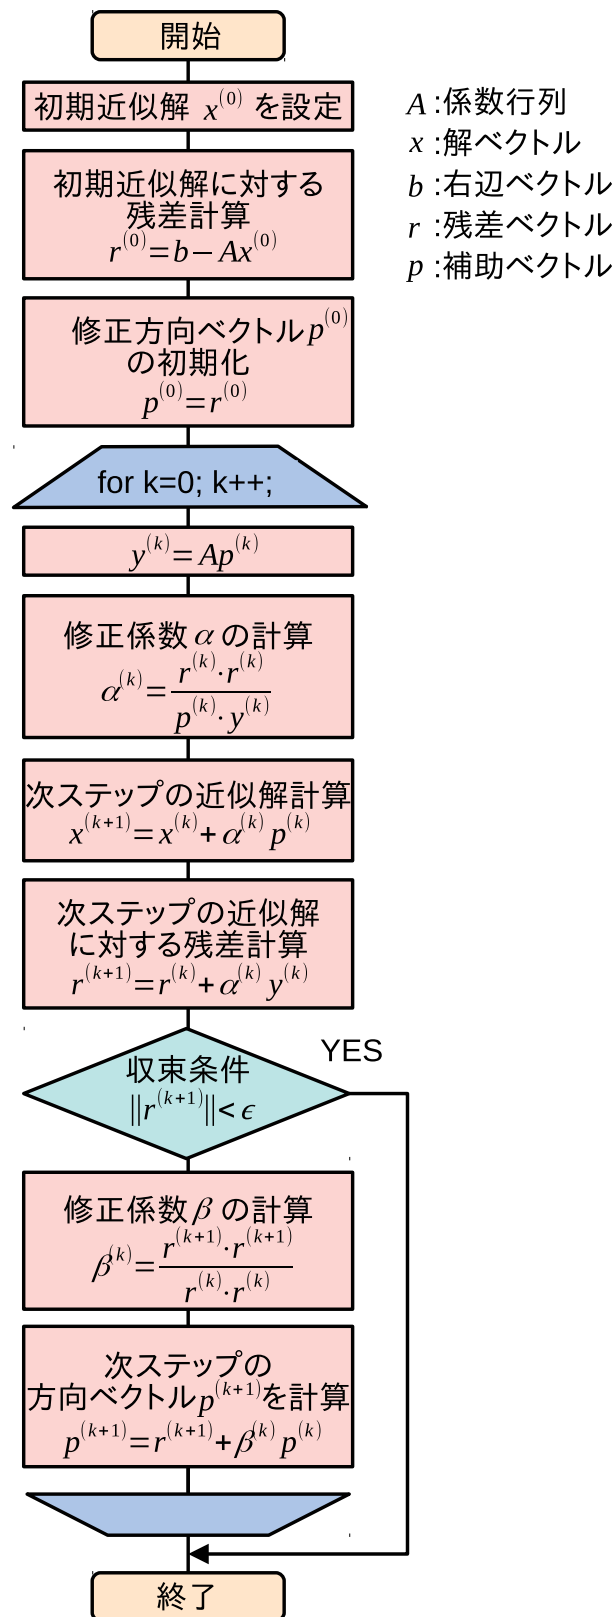 開始
初期近似解 x^(0) を設定
初期近似解に対する
残差計算
r^(0)=b−Ax^(0)
修正方向ベクトルp^(0)
の初期化
p^(0)=r^(0)
for k=0; k++;
y^(k)=Ap^(k)
修正係数αの計算
α^(k)=r^(k)·r^(k)/p^(k)·y^(k)
次ステップの近似解計算
x^(k+1)=x^(k)+α^(k)p^(k)
次ステップの近似解
に対する残差計算
r^(k+1)=r^(k)+α^(k)y^(k)
収束条件
||r^(k+1)||<ϵ
YES
修正係数βの計算
β^(k)=r^(k+1)·r^(k+1)/r^(k)·r^(k)
次ステップの
方向ベクトルp^(k+1)を計算
p^(k+1)=r^(k+1)+β^(k)p^(k)
終了
A:係数行列
x:解ベクトル
b:右辺ベクトル
r:残差ベクトル
p:補助ベクトル